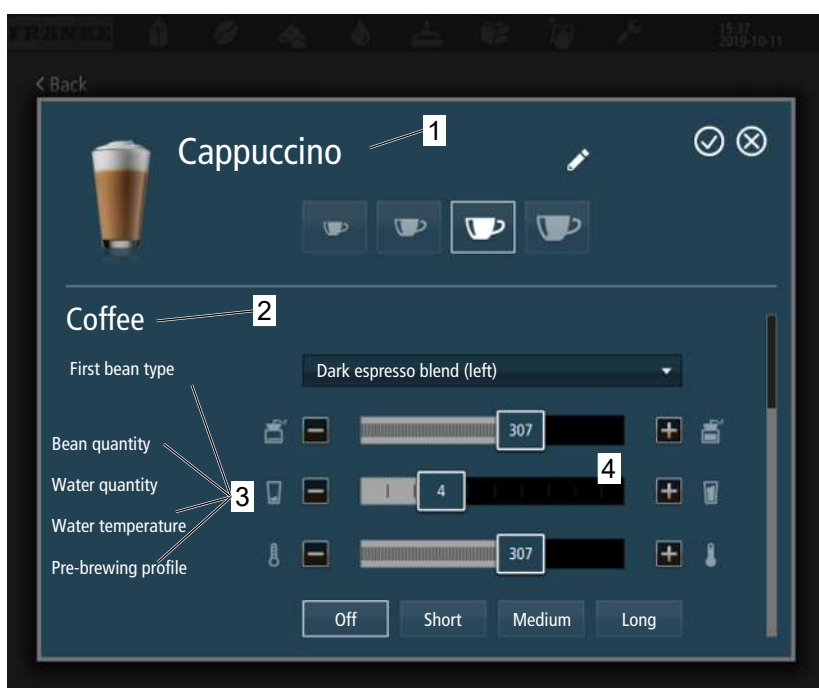 FRANKE
15:37
2019-10-11
< Back
Cappuccino
1
Coffee
2
First bean type
Dark espresso blend (left)
307
Bean quantity
4
Water quantity
3
4
Water temperature
307
Pre-brewing profile
Off
Short
Medium
Long